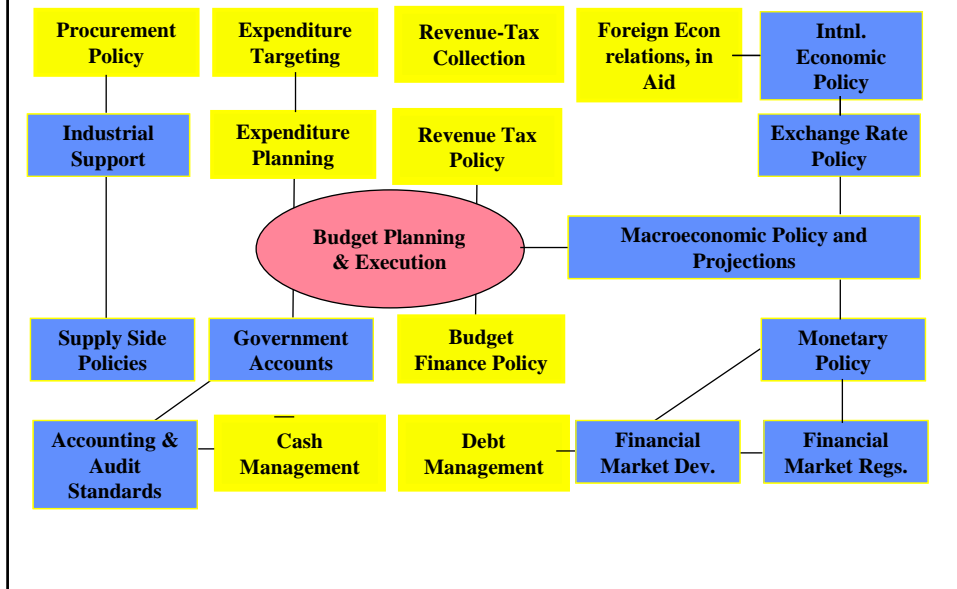 Procurement
Policy
Expenditure
Targeting
Revenue-Tax
Collection
Foreign Econ
relations, in
Aid
Intnl.
Economic
Policy
Industrial
Support
Expenditure
Planning
Revenue Tax
Policy
Exchange Rate
Policy
Budget Planning
& Execution
Macroeconomic Policy and
Projections
Supply Side
Policies
Government
Accounts
Budget
Finance Policy
Monetary
Policy
Accounting &
Audit
Standards
Cash
Management
Debt
Management
Financial
Market Dev.
Financial
Market Regs.